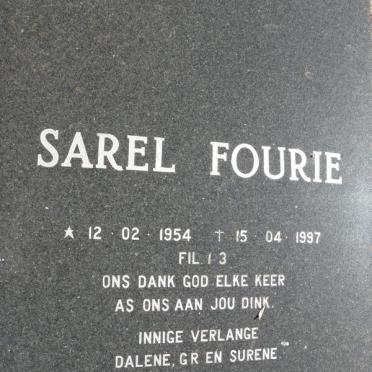 SAREL FOURIE
★ 12 · 02 · 1954 † 15 · 04 · 1997
FIL. 1 3
ONS DANK GOD ELKE KEER
AS ONS AAN JOU DINK.
INNIGE VERLANGE
DALENE, G.R EN SURENE.